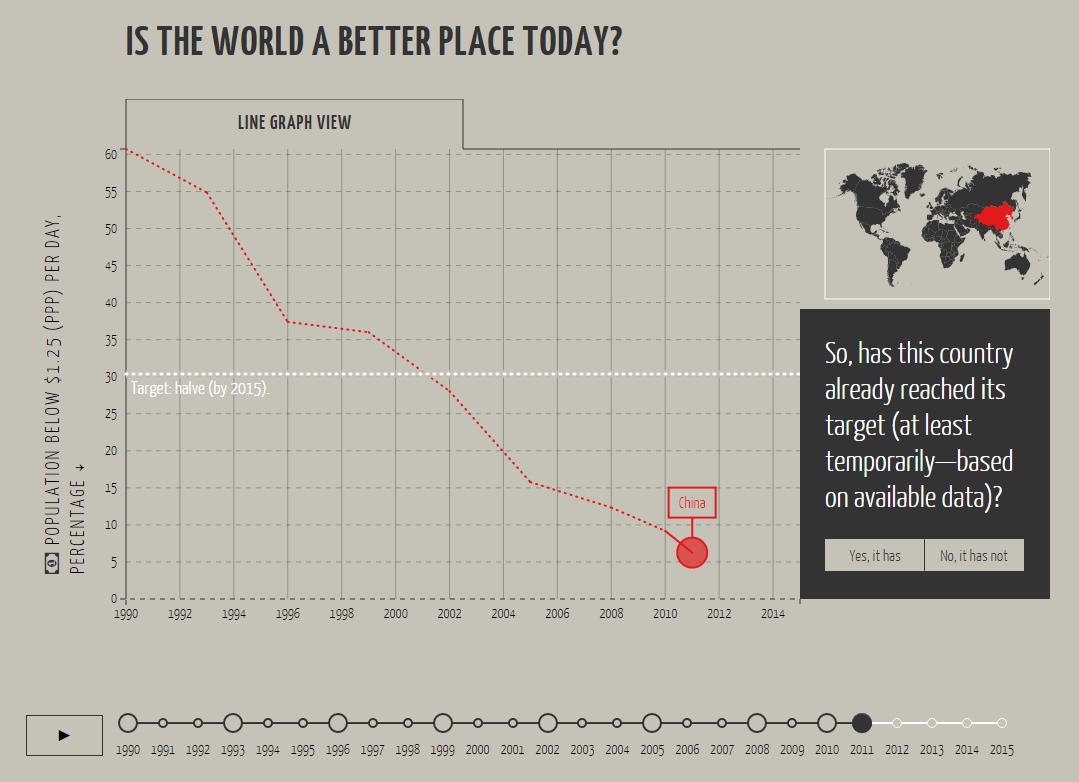 IS THE WORLD A BETTER PLACE TODAY?
LINE GRAPH VIEW
POPULATION BELOW $1.25 (PPP) PER DAY,
PERCENTAGE
60
55
50
45
40
35
30
25
20
15
10
5
0
Target: halve (by 2015).
China
1990 1992 1994 1996 1998 2000 2002 2004 2006 2008 2010 2012 2014
So, has this country
already reached its
target (at least
temporarily—based
on available data)?
Yes, it has
No, it has not
1990 1991 1992 1993 1994 1995 1996 1997 1998 1999 2000 2001 2002 2003 2004 2005 2006 2007 2008 2009 2010 2011 2012 2013 2014 2015